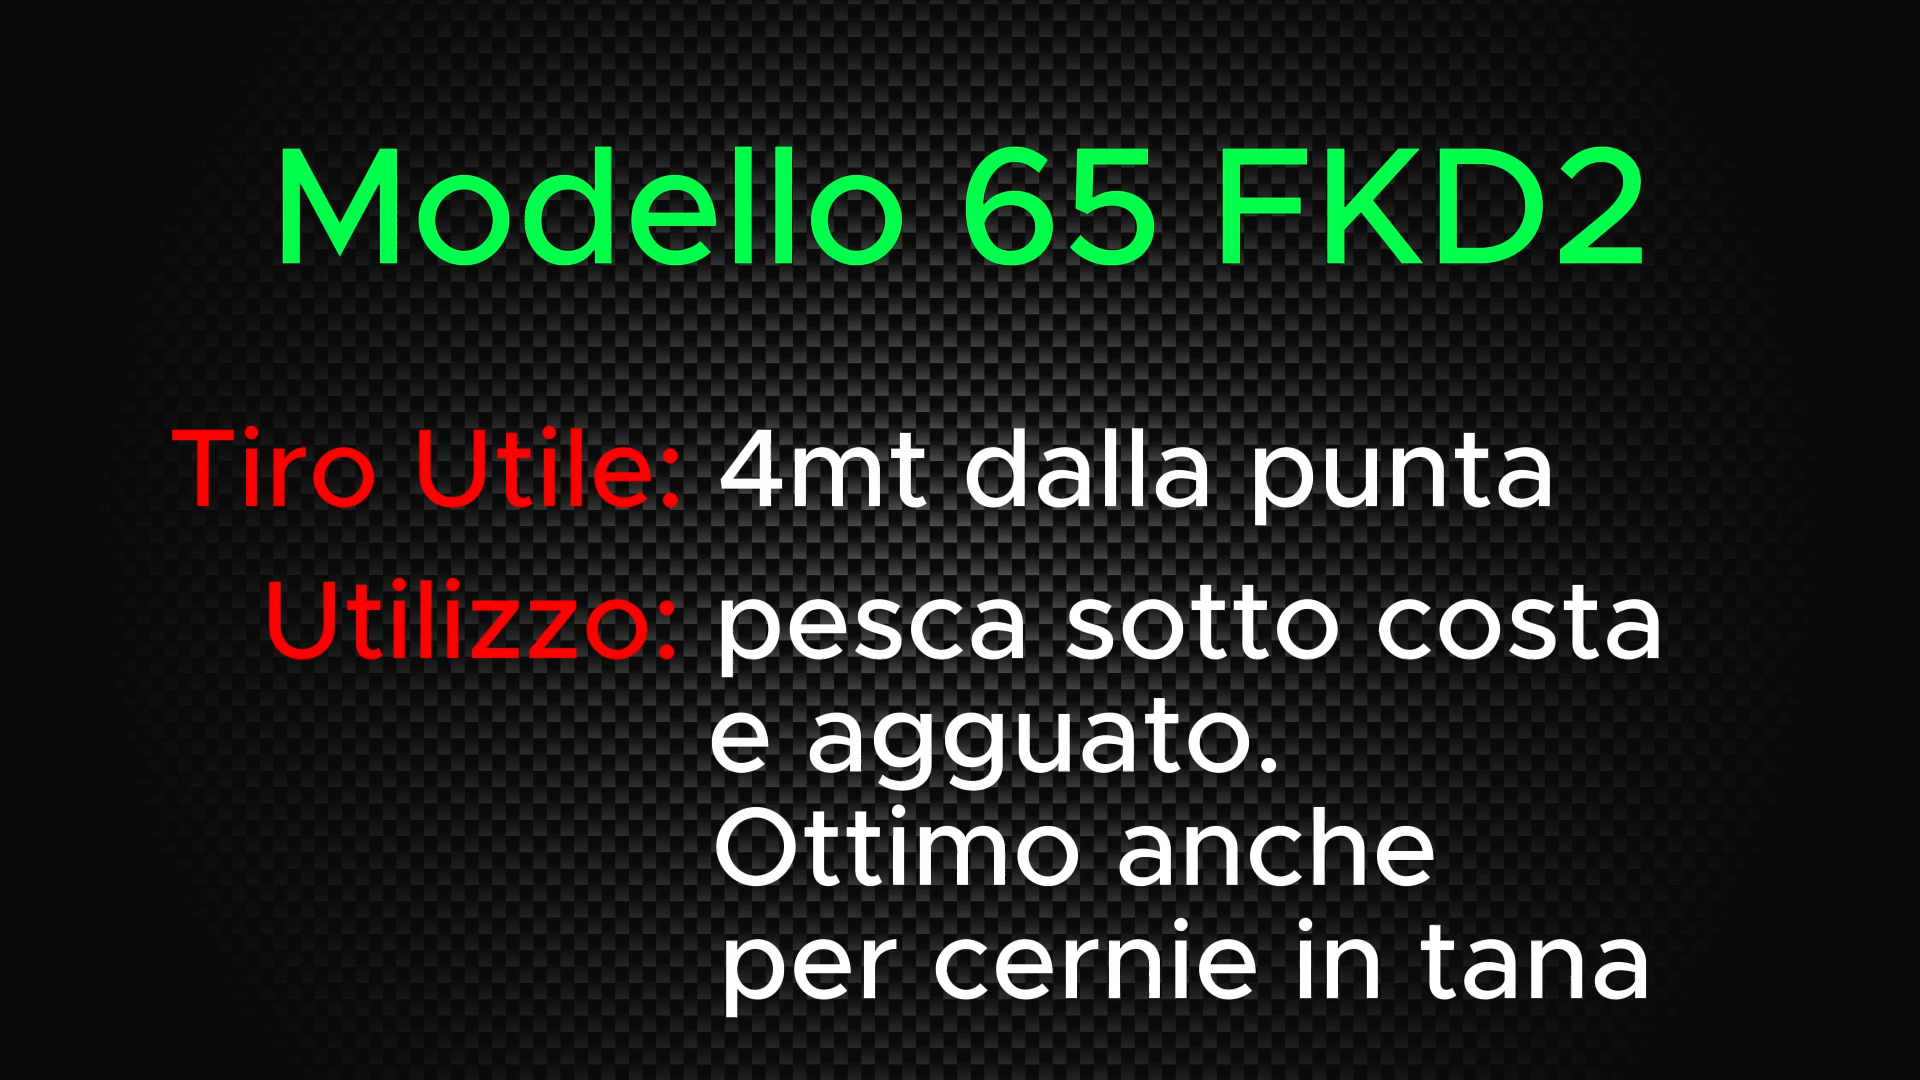 Modello 65 FKD2
Tiro Utile: 4mt dalla punta
Utilizzo: pesca sotto costa
e agguato.
Ottimo anche
per cernie in tana